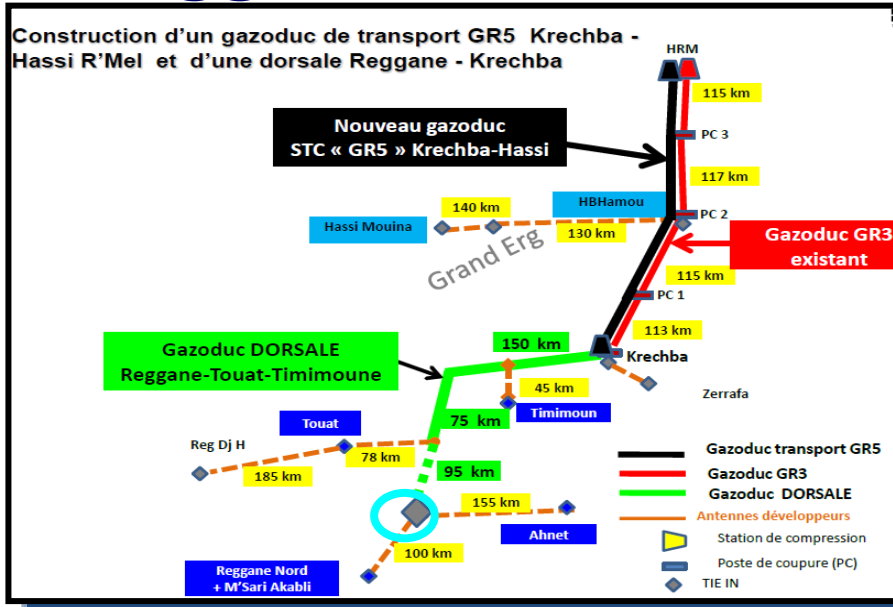 Construction d'un gazoduc de transport GR5 Krechba -
Hassi R'Mel et d'une dorsale Reggane - Krechba
HRM
115 km
Nouveau gazoduc
STC « GR5 » Krechba-Hassi
PC 3
117 km
140 km
HBHamou
PC 2
Hassi Mouina
130 km
Grand Erg
Gazoduc GR3
existant
115 km
PC 1
113 km
150 km
Krechba
Gazoduc DORSALE
Reggane-Touat-Timimoune
45 km
Zerrafa
Timimoun
Touat
75 km
Reg Dj H
78 km
185 km
95 km
155 km
Ahnet
100 km
Reggane Nord
+ M'Sari Akabli
Gazoduc transport GR5
Gazoduc GR3
Gazoduc DORSALE
Antennes développeurs
Station de compression
Poste de coupure (PC)
TIE IN